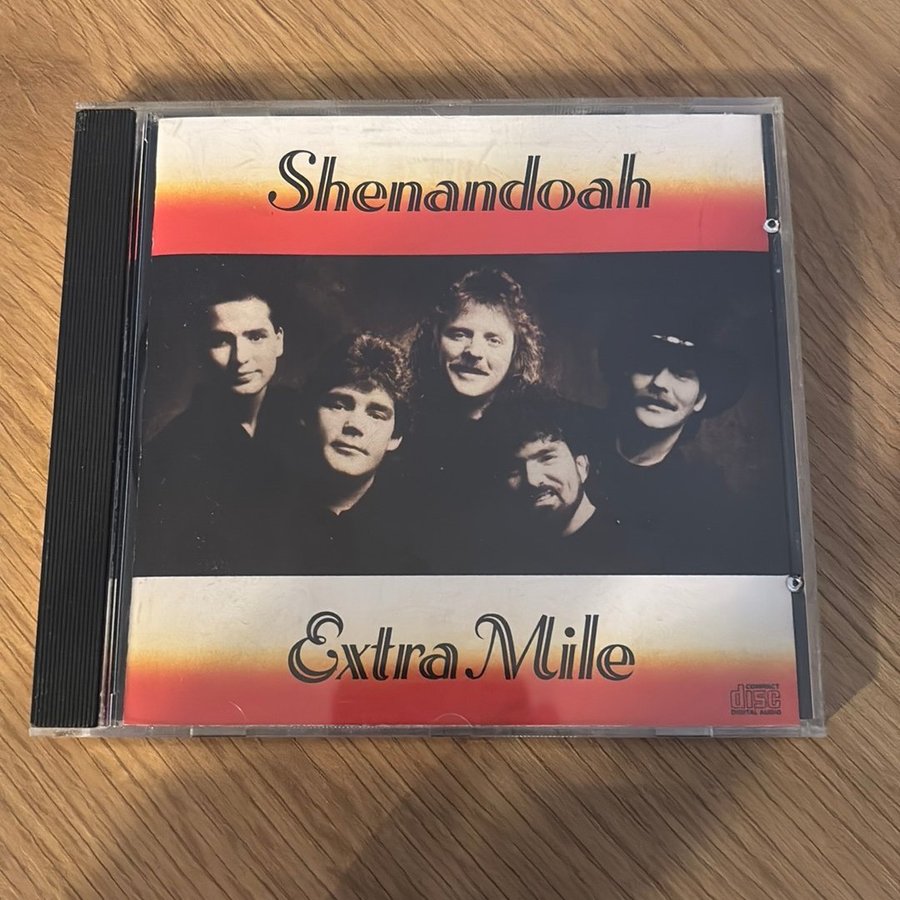 Shenandoah
Extra Mile
COMPACT
disc
DIGITAL AUDIO